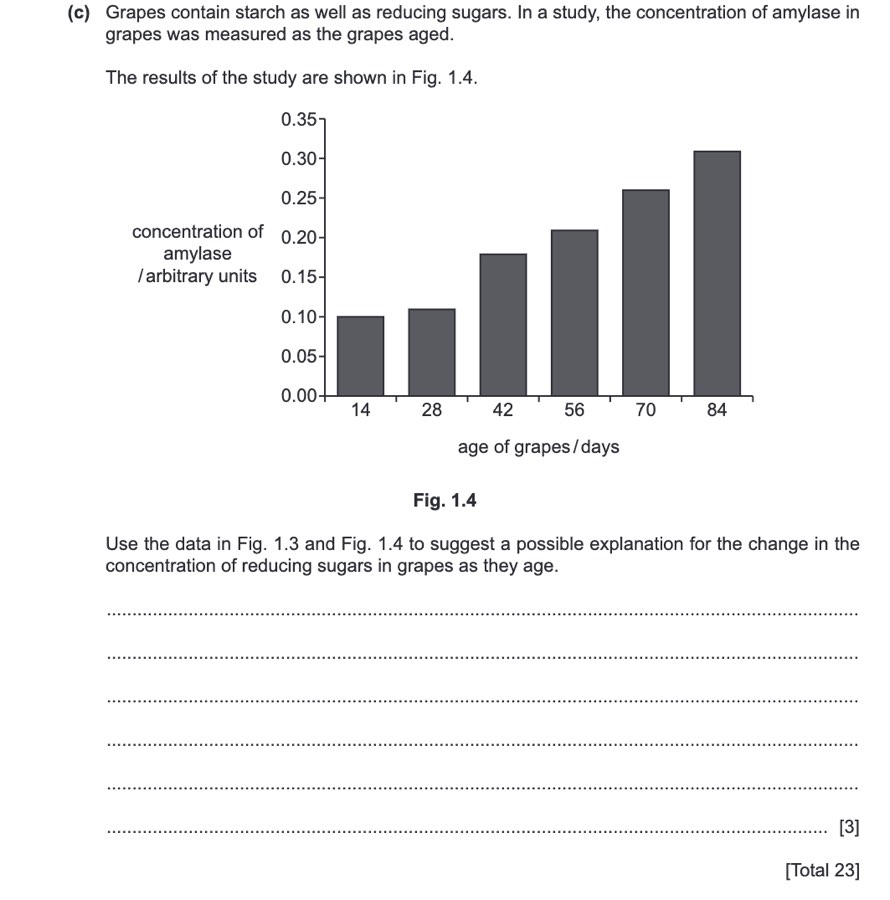 (c) Grapes contain starch as well as reducing sugars. In a study, the concentration of amylase in
grapes was measured as the grapes aged.
The results of the study are shown in Fig. 1.4.
0.35
0.30
0.25
0.20
0.15
0.10
0.05
0.00
concentration of
amylase
/ arbitrary units
14 28 42 56 70 84
age of grapes / days
Fig. 1.4
Use the data in Fig. 1.3 and Fig. 1.4 to suggest a possible explanation for the change in the
concentration of reducing sugars in grapes as they age.
[3]
[Total 23]